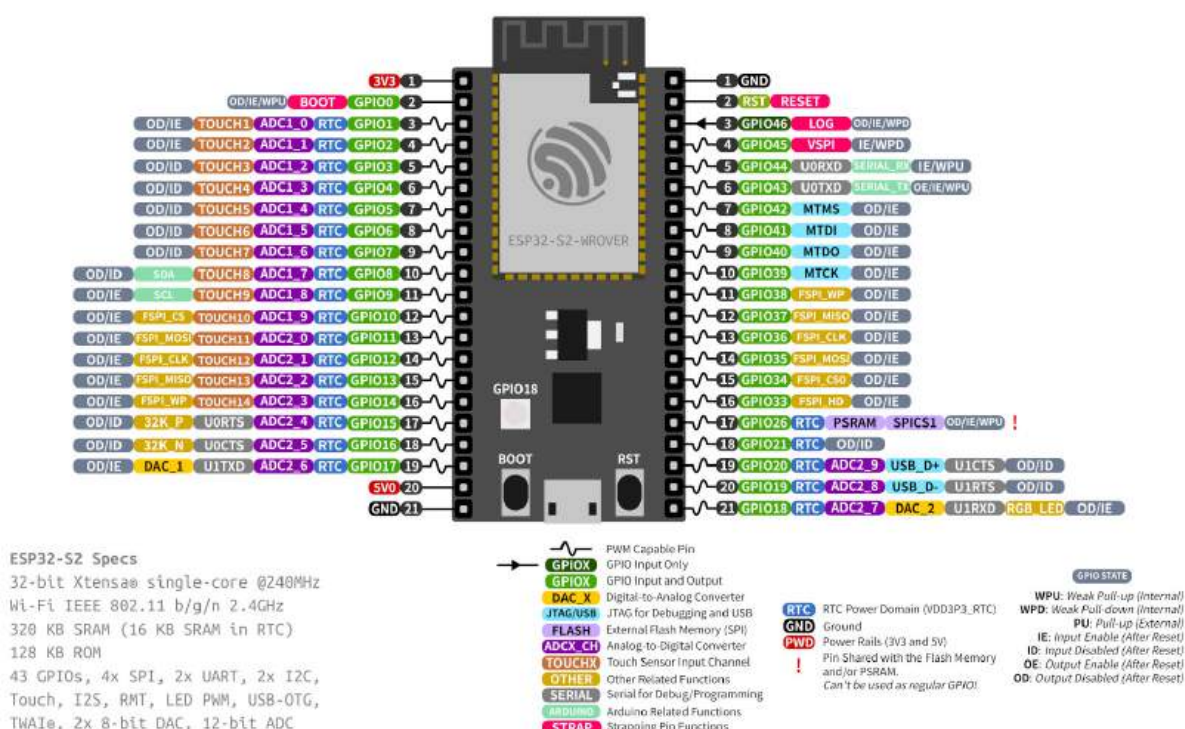 3V3 1
OD/IE/WPU BOOT GPIO0 2
OD/IE TOUCH1 ADC1_0 RTC GPIO1 3
OD/IE TOUCH2 ADC1_1 RTC GPIO2 4
OD/ID TOUCH3 ADC1_2 RTC GPIO3 5
OD/ID TOUCH4 ADC1_3 RTC GPIO4 6
OD/ID TOUCH5 ADC1_4 RTC GPIO5 7
OD/ID TOUCH6 ADC1_5 RTC GPIO6 8
OD/ID TOUCH7 ADC1_6 RTC GPIO7 9
OD/ID SDA TOUCH8 ADC1_7 RTC GPIO8 10
OD/IE SCL TOUCH9 ADC1_8 RTC GPIO9 11
OD/IE FSPI_CS TOUCH10 ADC1_9 RTC GPIO10 12
OD/IE FSPI_MOSI TOUCH11 ADC2_0 RTC GPIO11 13
OD/IE FSPI_CLK TOUCH12 ADC2_1 RTC GPIO12 14
OD/IE FSPI_MISO TOUCH13 ADC2_2 RTC GPIO13 15
OD/IE FSPI_WP TOUCH14 ADC2_3 RTC GPIO14 16
OD/ID 32K_P U0RTS ADC2_4 RTC GPIO15 17
OD/ID 32K_N U0CTS ADC2_5 RTC GPIO16 18
OD/IE DAC_1 U1TXD ADC2_6 RTC GPIO17 19
5V0 20
GND 21
ESP32-S2-WROVER
GPIO18
BOOT
RST
1 GND
2 RST RESET
3 GPIO46 LOG OD/IE/WPD
4 GPIO45 VSPI IE/WPD
5 GPIO44 U0RXD SERIAL_RX IE/WPU
6 GPIO43 U0TXD SERIAL_TX OE/IE/WPU
7 GPIO42 MTMS OD/IE
8 GPIO41 MTDI OD/IE
9 GPIO40 MTDO OD/IE
10 GPIO39 MTCK OD/IE
11 GPIO38 FSPI_WP OD/IE
12 GPIO37 FSPI_MISO OD/IE
13 GPIO36 FSPI_CLK OD/IE
14 GPIO35 FSPI_MOSI OD/IE
15 GPIO34 FSPI_CS0 OD/IE
16 GPIO33 FSPI_HD OD/IE
17 GPIO26 RTC PSRAM SPICS1 OD/IE/WPU !
18 GPIO21 RTC OD/ID
19 GPIO20 RTC ADC2_9 USB_D+ U1CTS OD/ID
20 GPIO19 RTC ADC2_8 USB_D- U1RTS OD/ID
21 GPIO18 RTC ADC2_7 DAC_2 U1RXD RGB_LED OD/IE
ESP32-S2 Specs
32-bit Xtensa® single-core @240MHz
Wi-Fi IEEE 802.11 b/g/n 2.4GHz
320 KB SRAM (16 KB SRAM in RTC)
128 KB ROM
43 GPIOs, 4x SPI, 2x UART, 2x I2C,
Touch, I2S, RMT, LED PWM, USB-OTG,
TWAI®, 2x 8-bit DAC, 12-bit ADC
PWM Capable Pin
GPIOX GPIO Input Only
GPIOX GPIO Input and Output
DAC_X Digital-to-Analog Converter
JTAG/USB JTAG for Debugging and USB
FLASH External Flash Memory (SPI)
ADCX_CH Analog-to-Digital Converter
TOUCHX Touch Sensor Input Channel
OTHER Other Related Functions
SERIAL Serial for Debug/Programming
ARDUINO Arduino Related Functions
STRAP Strapping Pin Functions
RTC RTC Power Domain (VDD3P3_RTC)
GND Ground
PWD Power Rails (3V3 and 5V)
! Pin Shared with the Flash Memory
and/or PSRAM.
Can't be used as regular GPIO!
GPIO STATE
WPU: Weak Pull-up (Internal)
WPD: Weak Pull-down (Internal)
PU: Pull-up (External)
IE: Input Enable (After Reset)
ID: Input Disabled (After Reset)
OE: Output Enable (After Reset)
OD: Output Disabled (After Reset)